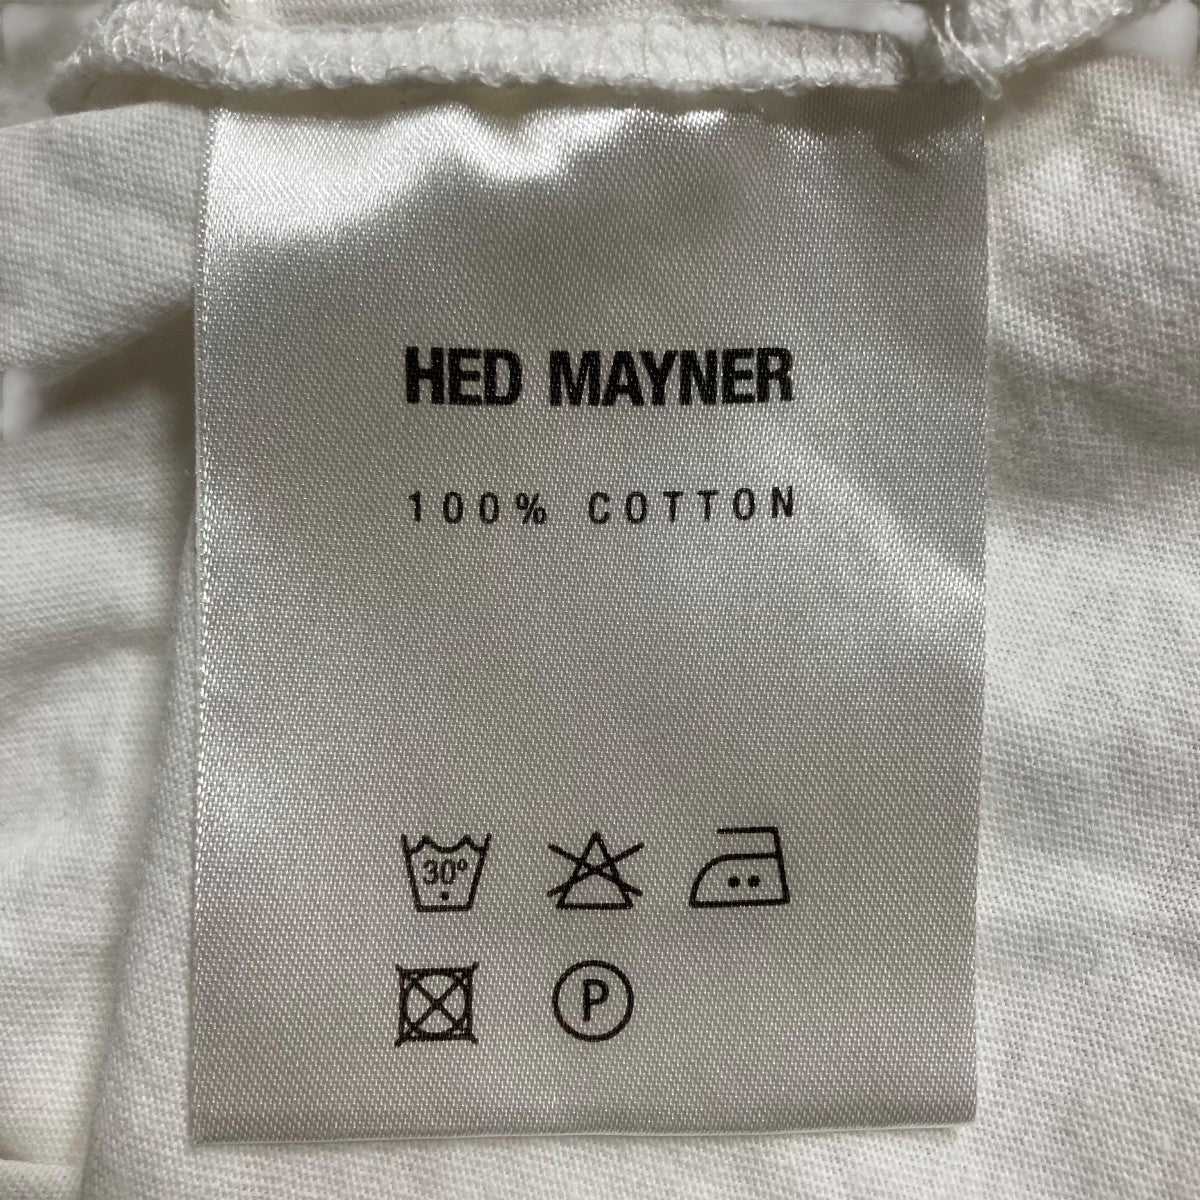 HED MAYNER
100% COTTON
30°
P